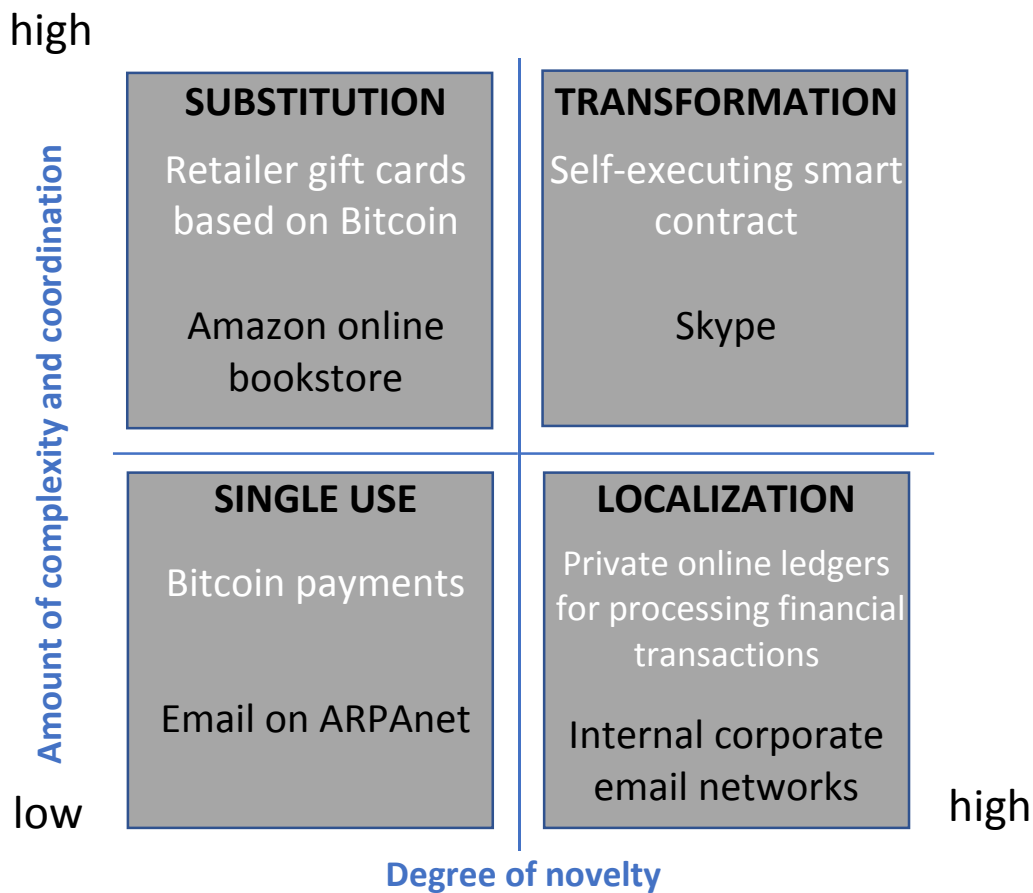 high
SUBSTITUTION
Retailer gift cards
based on Bitcoin
Amazon online
bookstore
TRANSFORMATION
Self-executing smart
contract
Skype
Amount of complexity and coordination
SINGLE USE
Bitcoin payments
Email on ARPAnet
LOCALIZATION
Private online ledgers
for processing financial
transactions
Internal corporate
email networks
low
high
Degree of novelty